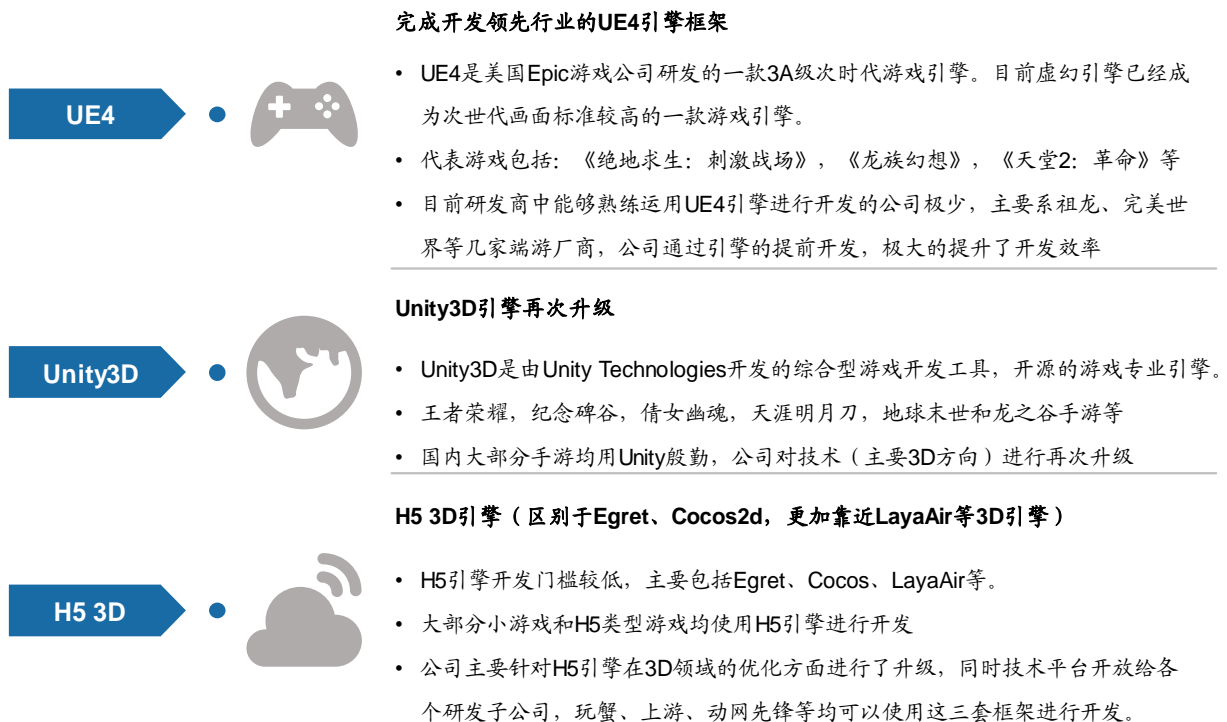 完成开发领先行业的UE4引擎框架
UE4
• UE4是美国Epic游戏公司研发的一款3A级次时代游戏引擎。目前虚幻引擎已经成
为次世代画面标准较高的一款游戏引擎。
• 代表游戏包括：《绝地求生：刺激战场》，《龙族幻想》，《天堂2：革命》等
• 目前研发商中能够熟练运用UE4引擎进行开发的公司极少，主要系祖龙、完美世
界等几家端游厂商，公司通过引擎的提前开发，极大的提升了开发效率
Unity3D引擎再次升级
Unity3D
• Unity3D是由Unity Technologies开发的综合型游戏开发工具，开源的游戏专业引擎。
• 王者荣耀，纪念碑谷，倩女幽魂，天涯明月刀，地球末世和龙之谷手游等
• 国内大部分手游均用Unity殷勤，公司对技术（主要3D方向）进行再次升级
H5 3D引擎（区别于Egret、Cocos2d，更加靠近LayaAir等3D引擎）
H5 3D
• H5引擎开发门槛较低，主要包括Egret、Cocos、LayaAir等。
• 大部分小游戏和H5类型游戏均使用H5引擎进行开发
• 公司主要针对H5引擎在3D领域的优化方面进行了升级，同时技术平台开放给各
个研发子公司，玩蟹、上游、动网先锋等均可以使用这三套框架进行开发。